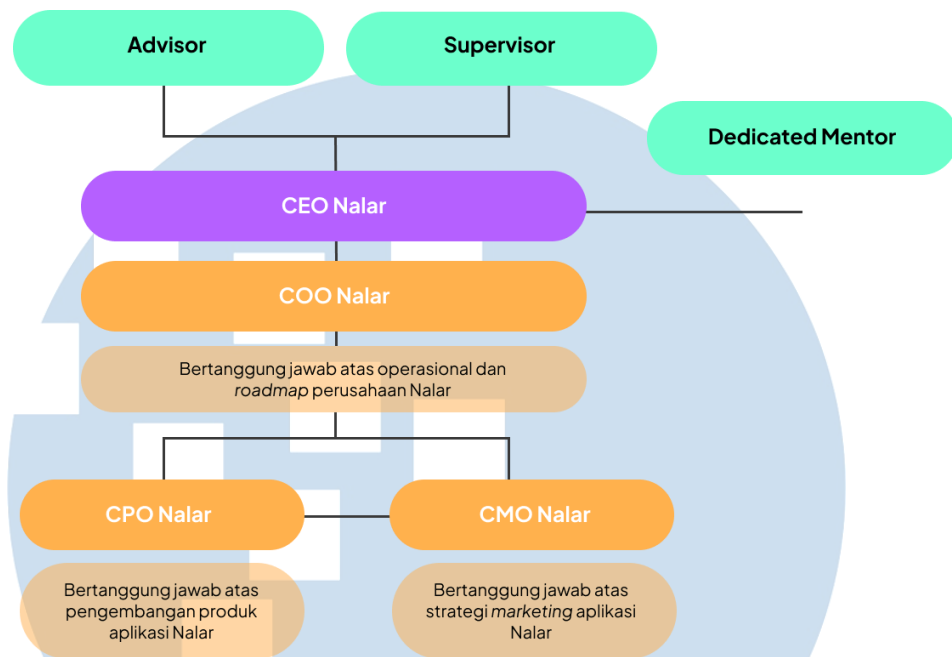 Advisor
Supervisor
Dedicated Mentor
CEO Nalar
COO Nalar
Bertanggung jawab atas operasional dan
roadmap perusahaan Nalar
CPO Nalar
CMO Nalar
Bertanggung jawab atas
pengembangan produk
aplikasi Nalar
Bertanggung jawab atas
strategi marketing aplikasi
Nalar